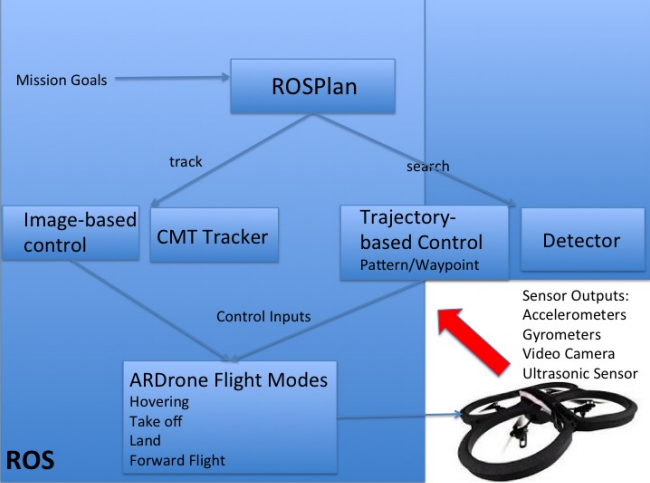 Mission Goals
ROSPlan
track
search
Image-based
control
CMT Tracker
Trajectory-
based Control
Pattern/Waypoint
Detector
Control Inputs
Sensor Outputs:
Accelerometers
Gyrometers
Video Camera
Ultrasonic Sensor
ARDrone Flight Modes
Hovering
Take off
Land
Forward Flight
ROS